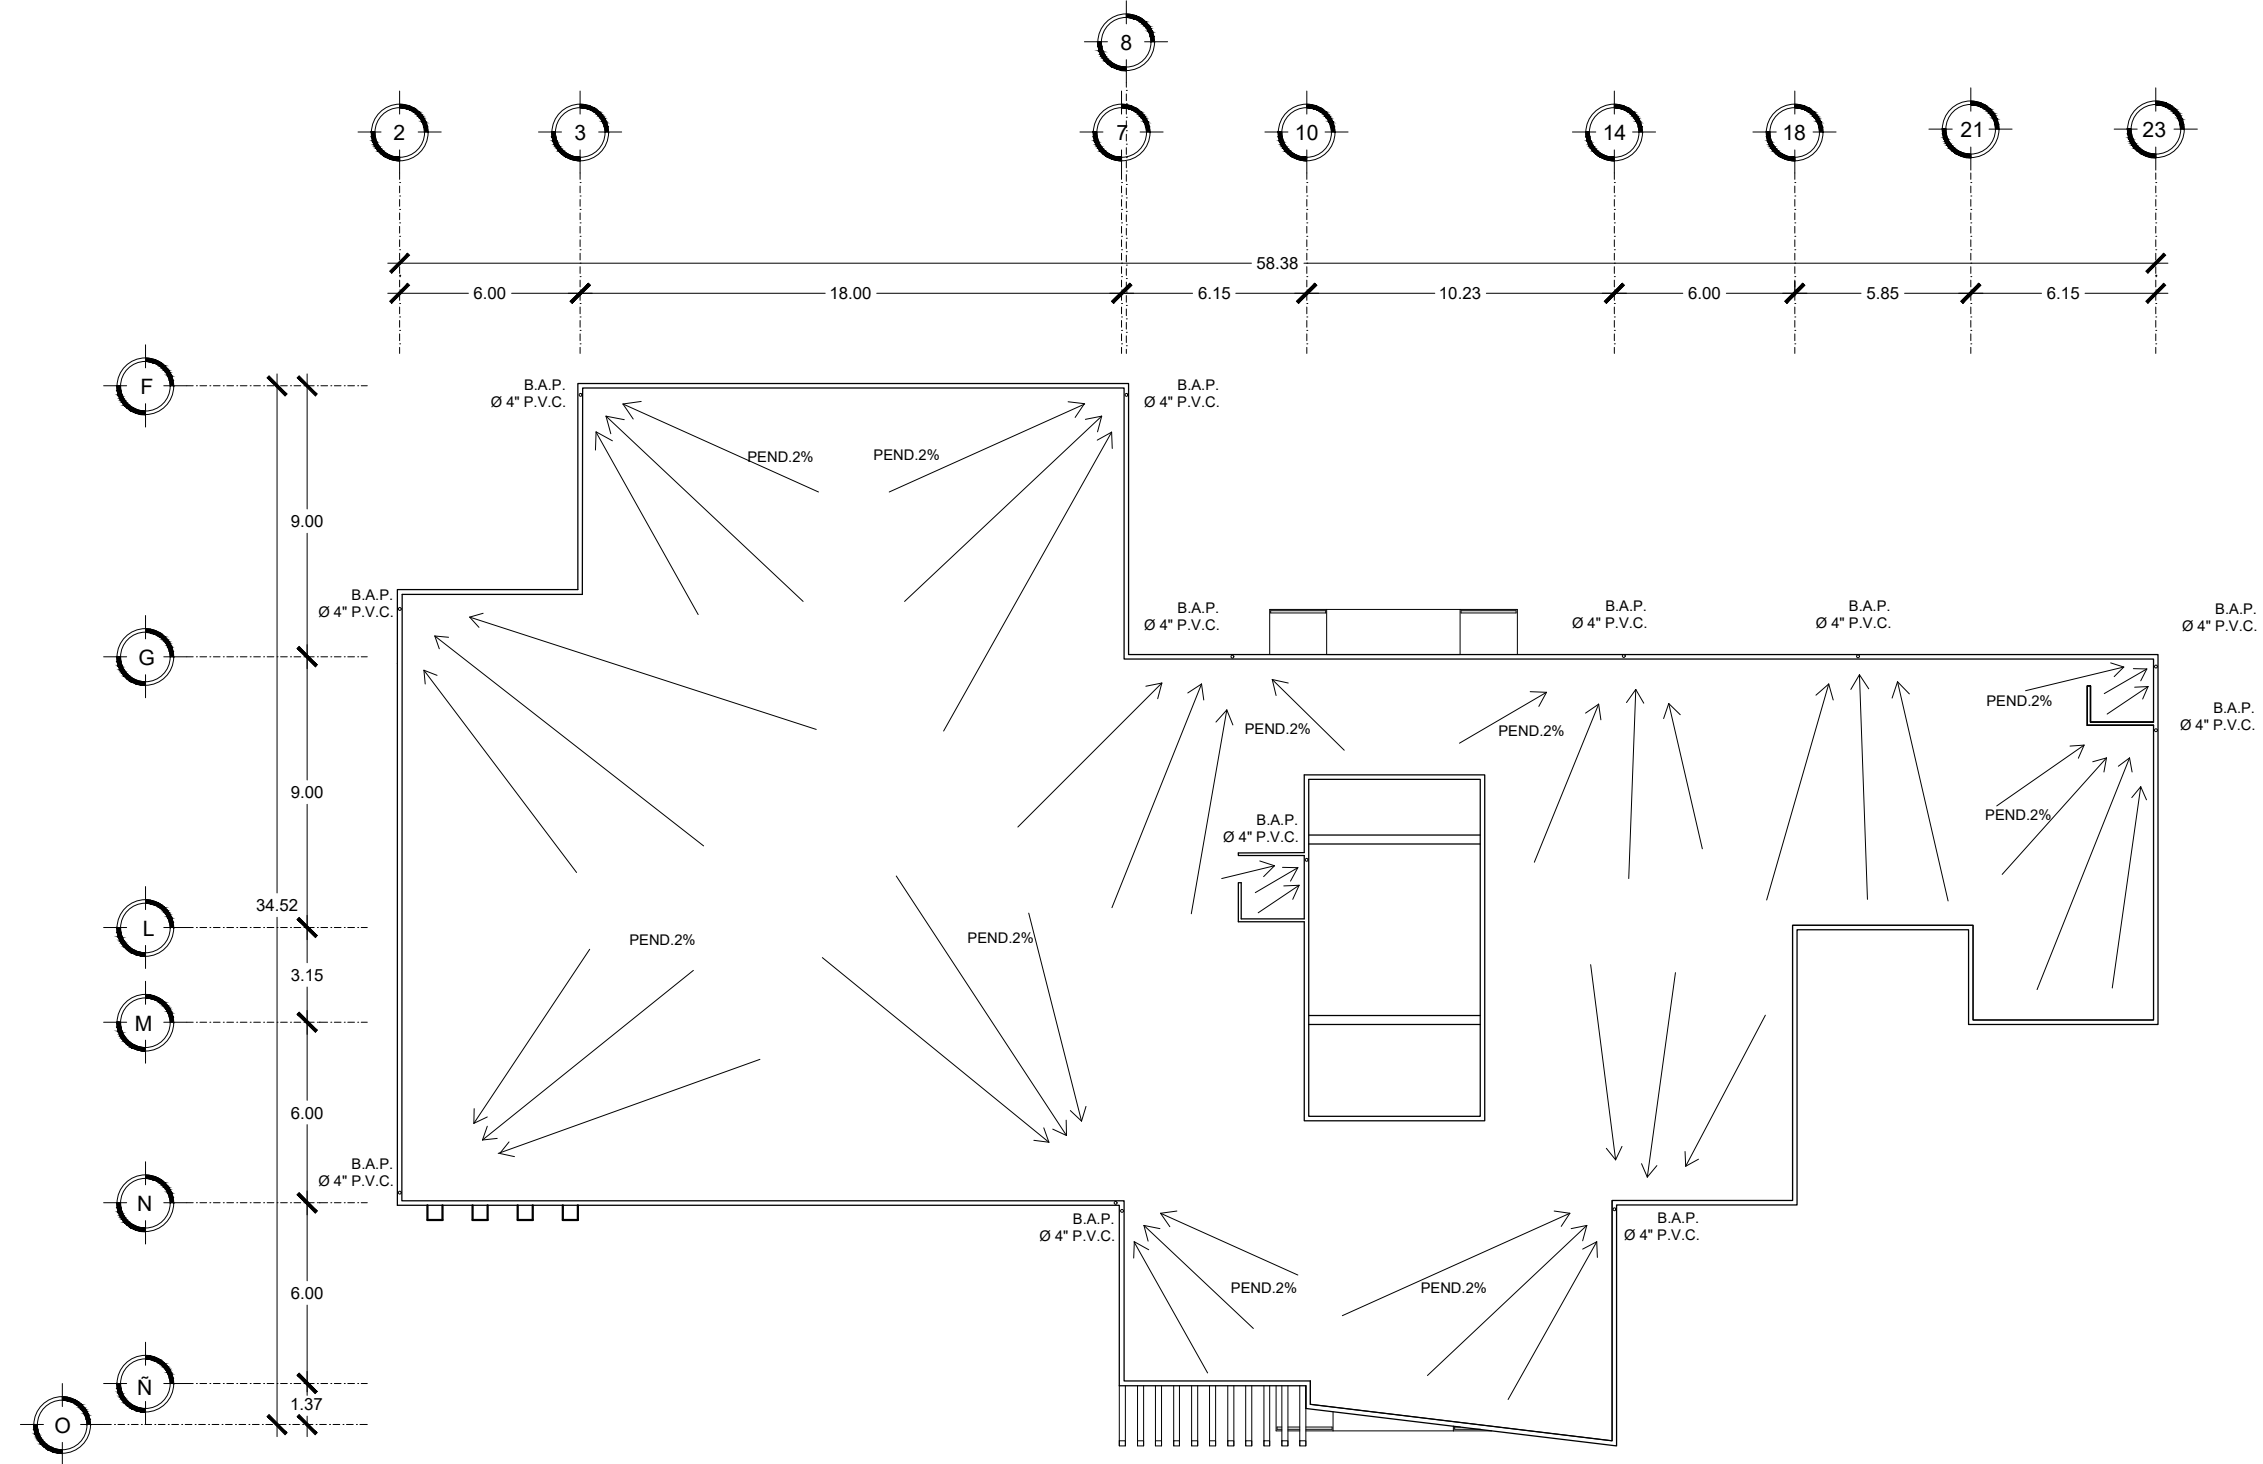 8
2
3
7
10
14
18
21
23
58.38
6.00
18.00
6.15
10.23
6.00
5.85
6.15
F
B.A.P.
Ø 4" P.V.C.
B.A.P.
Ø 4" P.V.C.
PEND.2%
PEND.2%
9.00
B.A.P.
Ø 4" P.V.C.
B.A.P.
Ø 4" P.V.C.
B.A.P.
Ø 4" P.V.C.
B.A.P.
Ø 4" P.V.C.
B.A.P.
Ø 4" P.V.C.
G
PEND.2%
B.A.P.
Ø 4" P.V.C.
PEND.2%
PEND.2%
9.00
PEND.2%
B.A.P.
Ø 4" P.V.C.
34.52
L
PEND.2%
PEND.2%
3.15
M
6.00
B.A.P.
Ø 4" P.V.C.
N
B.A.P.
Ø 4" P.V.C.
B.A.P.
Ø 4" P.V.C.
6.00
PEND.2%
PEND.2%
Ñ
1.37
O